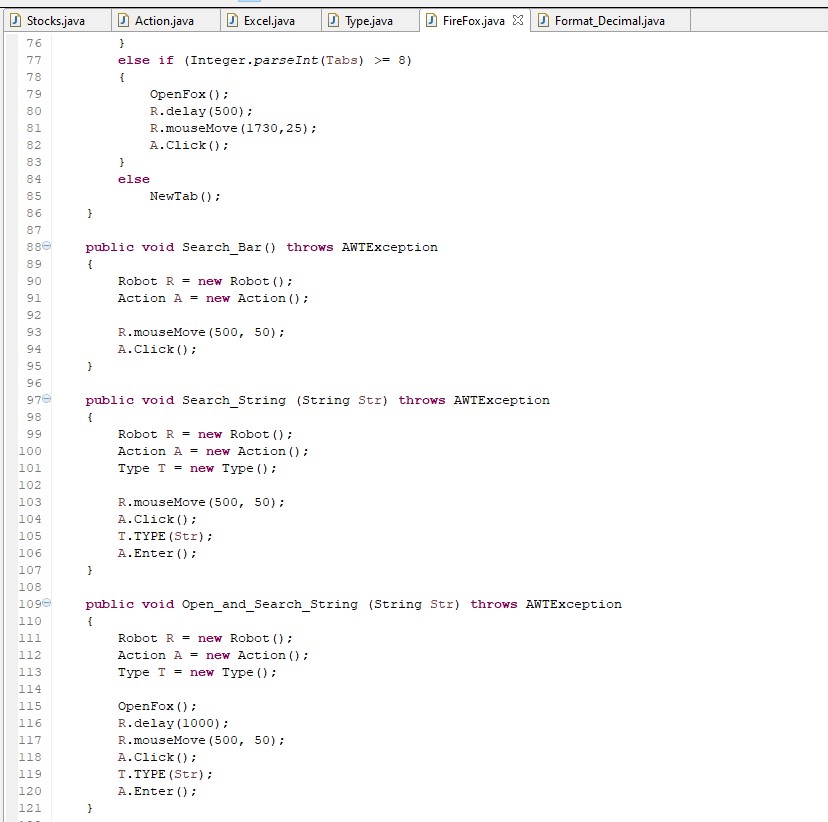 Stocks.java Action.java Excel.java Type.java FireFox.java Format_Decimal.java
76 }
77 else if (Integer.parseInt(Tabs) >= 8)
78 {
79 OpenFox();
80 R.delay(500);
81 R.mouseMove(1730,25);
82 A.Click();
83 }
84 else
85 NewTab();
86 }
87
88 public void Search_Bar() throws AWTException
89 {
90 Robot R = new Robot();
91 Action A = new Action();
92
93 R.mouseMove(500, 50);
94 A.Click();
95 }
96
97 public void Search_String (String Str) throws AWTException
98 {
99 Robot R = new Robot();
100 Action A = new Action();
101 Type T = new Type();
102
103 R.mouseMove(500, 50);
104 A.Click();
105 T.TYPE(Str);
106 A.Enter();
107 }
108
109 public void Open_and_Search_String (String Str) throws AWTException
110 {
111 Robot R = new Robot();
112 Action A = new Action();
113 Type T = new Type();
114
115 OpenFox();
116 R.delay(1000);
117 R.mouseMove(500, 50);
118 A.Click();
119 T.TYPE(Str);
120 A.Enter();
121 }